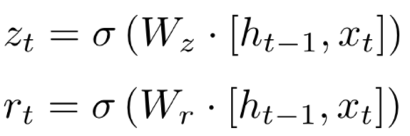 z_t = σ (W_z · [h_{t−1}, x_t])
r_t = σ (W_r · [h_{t−1}, x_t])